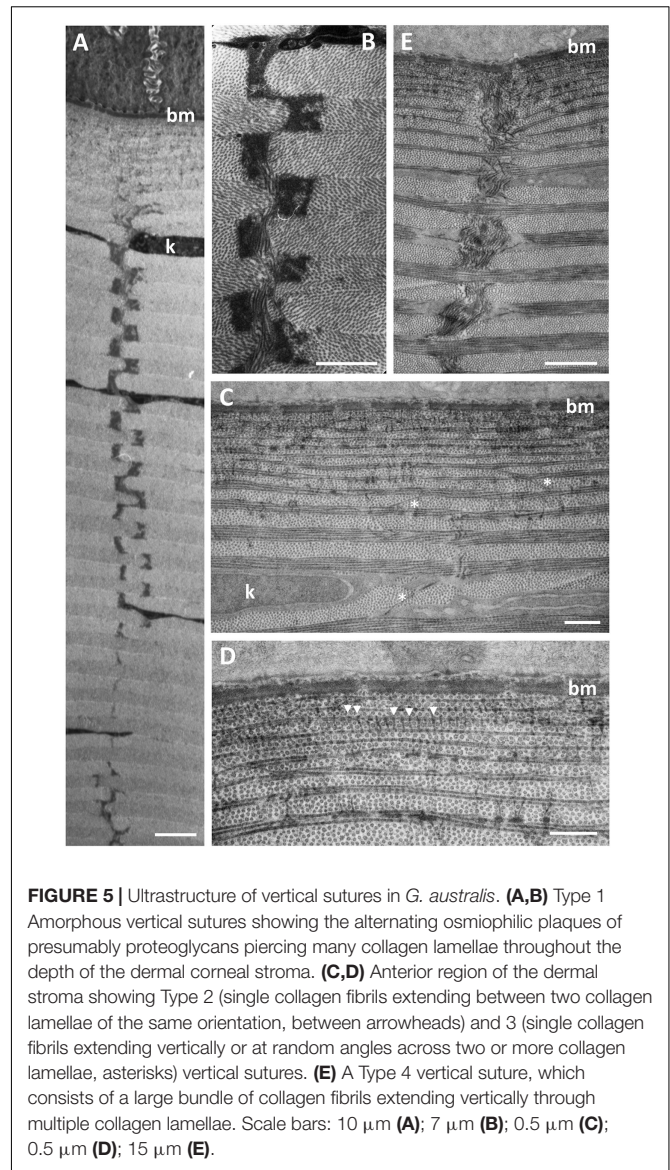 A
bm
k
B
E
bm
C
bm
k
*
*
*
D
bm
FIGURE 5 | Ultrastructure of vertical sutures in G. australis. (A,B) Type 1
Amorphous vertical sutures showing the alternating osmiophilic plaques of
presumably proteoglycans piercing many collagen lamellae throughout the
depth of the dermal corneal stroma. (C,D) Anterior region of the dermal
stroma showing Type 2 (single collagen fibrils extending between two collagen
lamellae of the same orientation, between arrowheads) and 3 (single collagen
fibrils extending vertically or at random angles across two or more collagen
lamellae, asterisks) vertical sutures. (E) A Type 4 vertical suture, which
consists of a large bundle of collagen fibrils extending vertically through
multiple collagen lamellae. Scale bars: 10 μm (A); 7 μm (B); 0.5 μm (C);
0.5 μm (D); 15 μm (E).